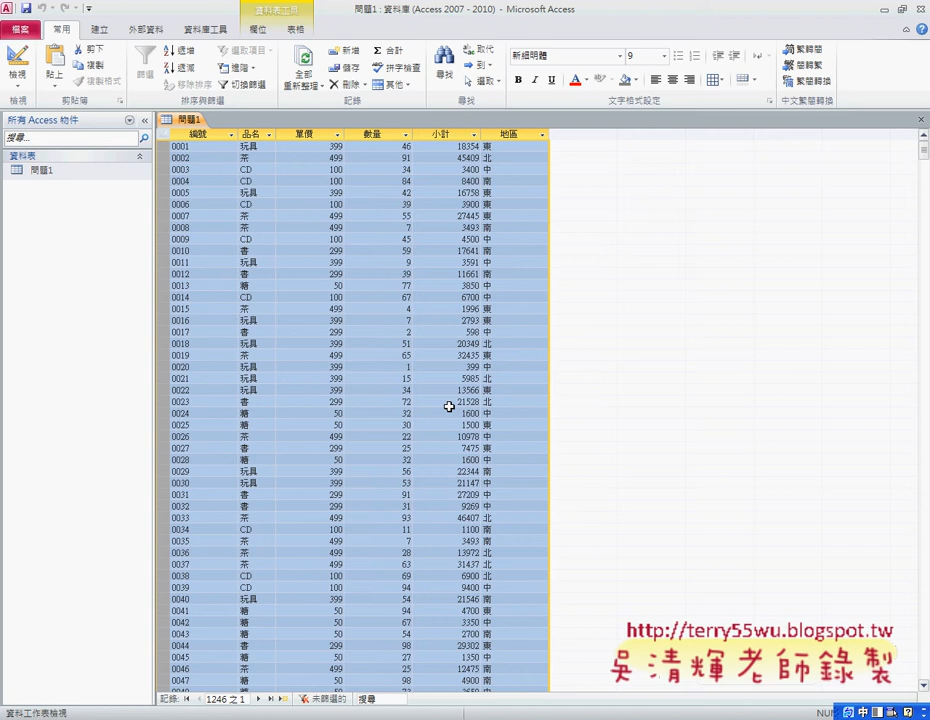 問題1 : 資料庫 (Access 2007 - 2010) - Microsoft Access
資料表工具
檔案 常用 建立 外部資料 資料庫工具 欄位 表格
檢視 貼上 剪下 複製 複製格式 篩選 遞增 遞減 移除排序 選取項目 進階 切換篩選 全部重新整理 新增 儲存 刪除 合計 拼字檢查 其他 尋找 取代 到 選取 新細明體 9 B I U A 繁轉簡 簡轉繁 繁簡轉換
檢視 剪貼簿 排序與篩選 記錄 尋找 文字格式設定 中文繁簡轉換
所有 Access 物件
搜尋...
資料表
問題1
問題1
編號 品名 單價 數量 小計 地區
0001 玩具 399 46 18354 東
0002 茶 499 91 45409 北
0003 CD 100 34 3400 中
0004 CD 100 84 8400 南
0005 玩具 399 42 16758 東
0006 CD 100 39 3900 東
0007 茶 499 55 27445 東
0008 茶 499 7 3493 南
0009 CD 100 45 4500 中
0010 書 299 59 17641 南
0011 玩具 399 9 3591 中
0012 書 299 39 11661 南
0013 糖 50 77 3850 中
0014 CD 100 67 6700 中
0015 茶 499 4 1996 東
0016 玩具 399 7 2793 東
0017 書 299 2 598 中
0018 玩具 399 51 20349 北
0019 茶 499 65 32435 東
0020 玩具 399 1 399 中
0021 玩具 399 15 5985 北
0022 玩具 399 34 13566 東
0023 書 299 72 21528 北
0024 糖 50 32 1600 中
0025 糖 50 30 1500 東
0026 茶 499 22 10978 中
0027 書 299 25 7475 東
0028 糖 50 32 1600 中
0029 玩具 399 56 22344 南
0030 玩具 399 53 21147 中
0031 書 299 91 27209 中
0032 書 299 31 9269 中
0033 茶 499 93 46407 北
0034 CD 100 11 1100 南
0035 茶 499 7 3493 南
0036 茶 499 28 13972 北
0037 茶 499 63 31437 北
0038 CD 100 69 6900 中
0039 CD 100 94 9400 中
0040 玩具 399 54 21546 南
0041 糖 50 94 4700 東
0042 糖 50 67 3350 中
0043 糖 50 54 2700 南
0044 書 299 98 29302 東
0045 糖 50 27 1350 中
0046 茶 499 25 12475 南
0047 糖 50 98 4900 南
記錄: 1246 之 1 未篩選的 搜尋
資料工作表檢視
NUM
中
http://terry55wu.blogspot.tw
吳清輝老師錄製